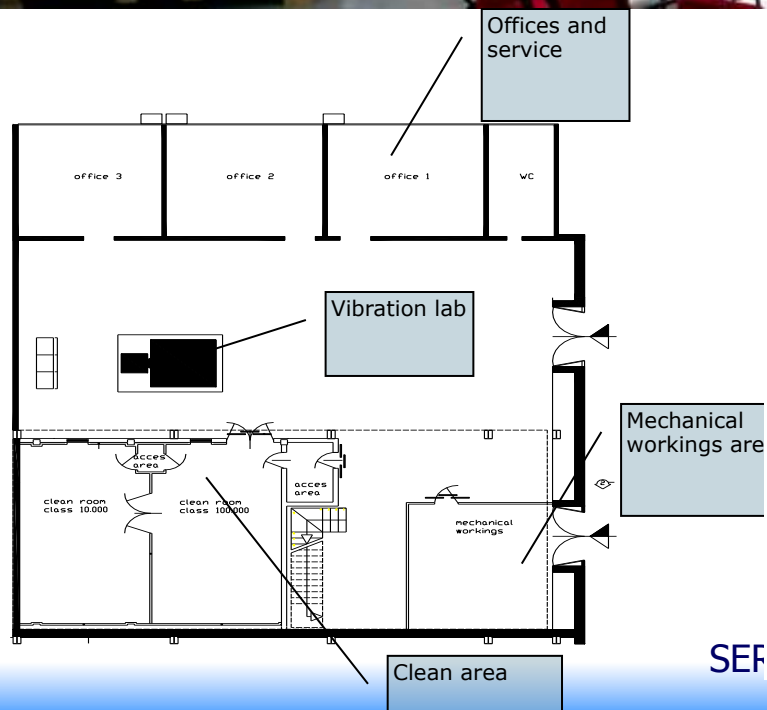 Offices and
service
office 3
office 2
office 1
WC
Vibration lab
Mechanical
workings are
acces
area
clean room
class 10.000
clean room
class 100.000
acces
area
mechanical
workings
2
Clean area
SER